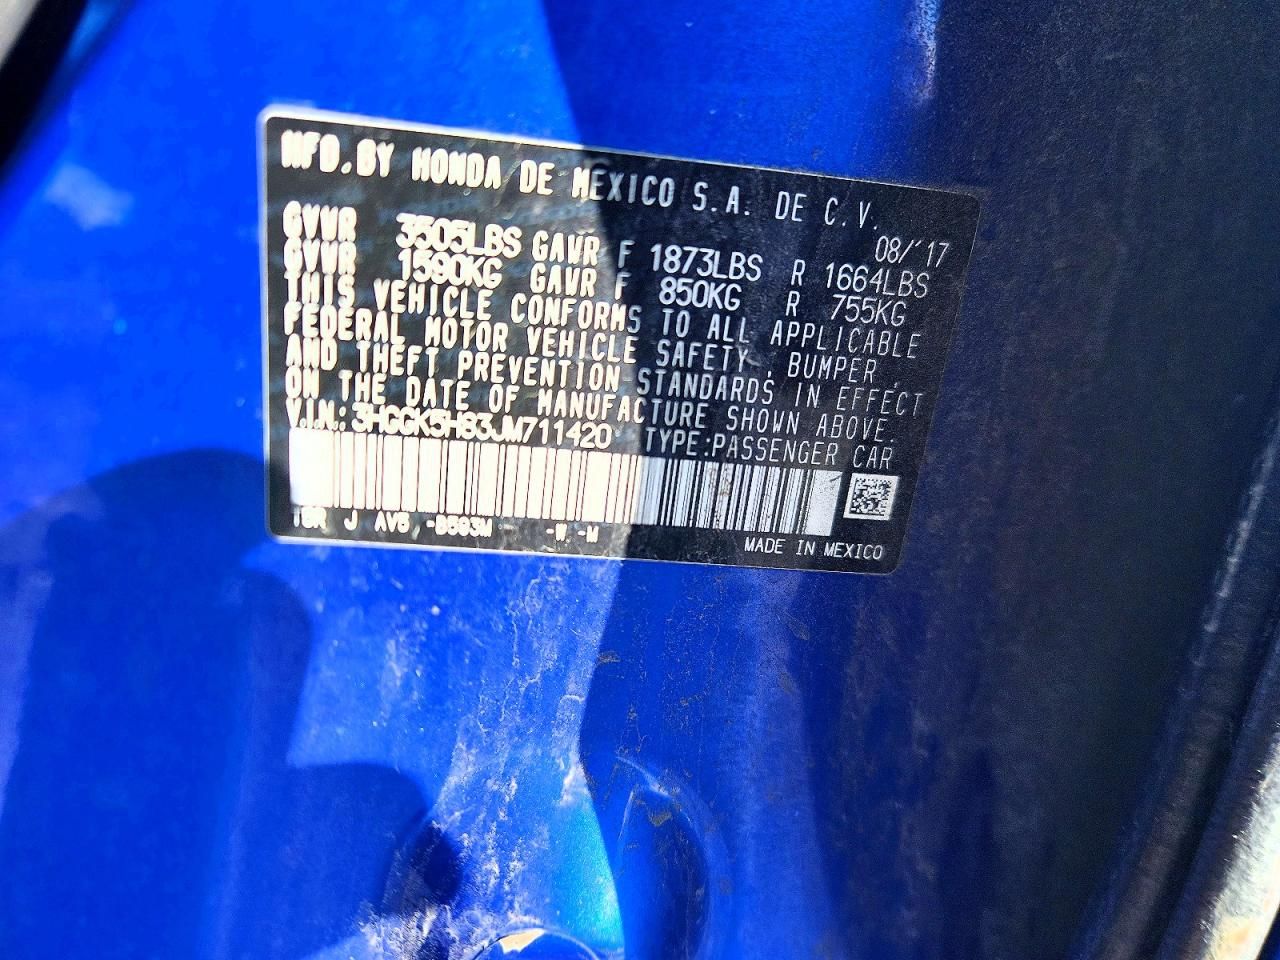 MFD. BY HONDA DE MEXICO S.A. DE C.V.
08/'17
GVWR 3505LBS GAWR F 1873LBS R 1664LBS
GVWR 1590KG GAWR F 850KG R 755KG
THIS VEHICLE CONFORMS TO ALL APPLICABLE
FEDERAL MOTOR VEHICLE SAFETY, BUMPER,
AND THEFT PREVENTION STANDARDS IN EFFECT
ON THE DATE OF MANUFACTURE SHOWN ABOVE.
V.I.N.: 3HGGK5H83JM711420 TYPE:PASSENGER CAR
J AV5 -B593M -W -M
MADE IN MEXICO